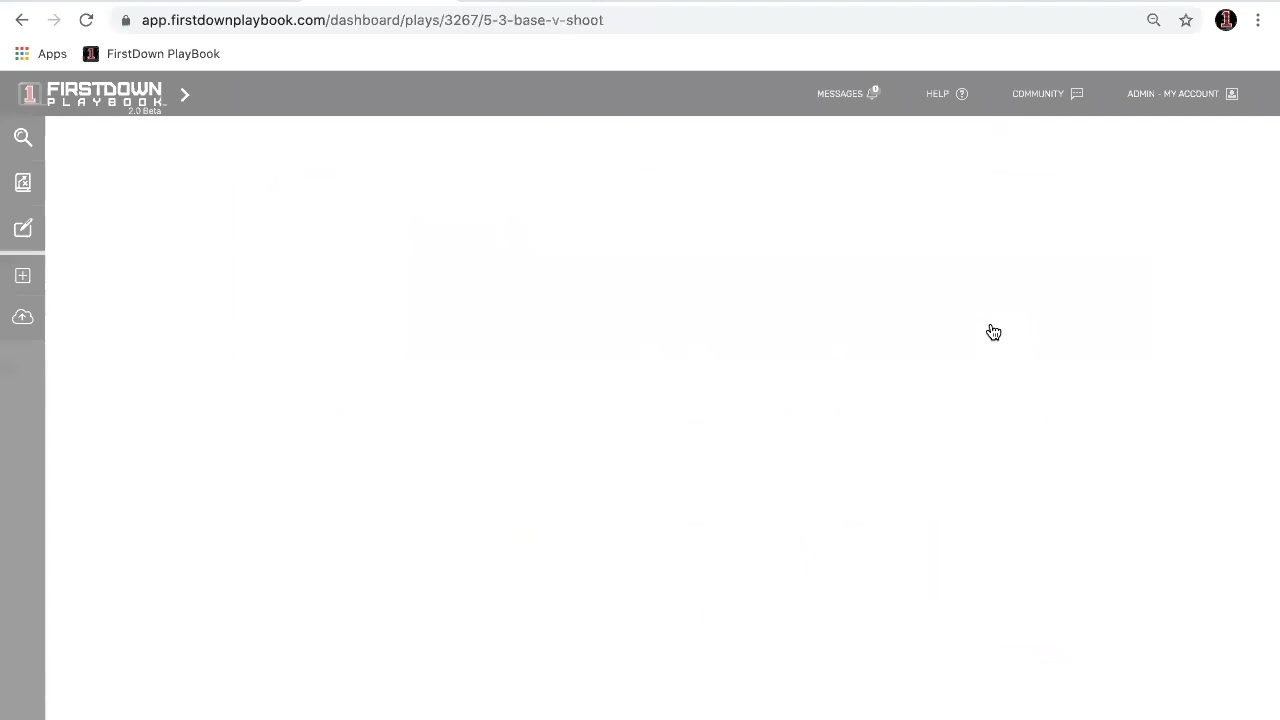 app.firstdownplaybook.com/dashboard/plays/3267/5-3-base-v-shoot
Apps
FirstDown PlayBook
1 FIRSTDOWN
PLAYBOOK
2.0 Beta
MESSAGES
HELP
COMMUNITY
ADMIN - MY ACCOUNT